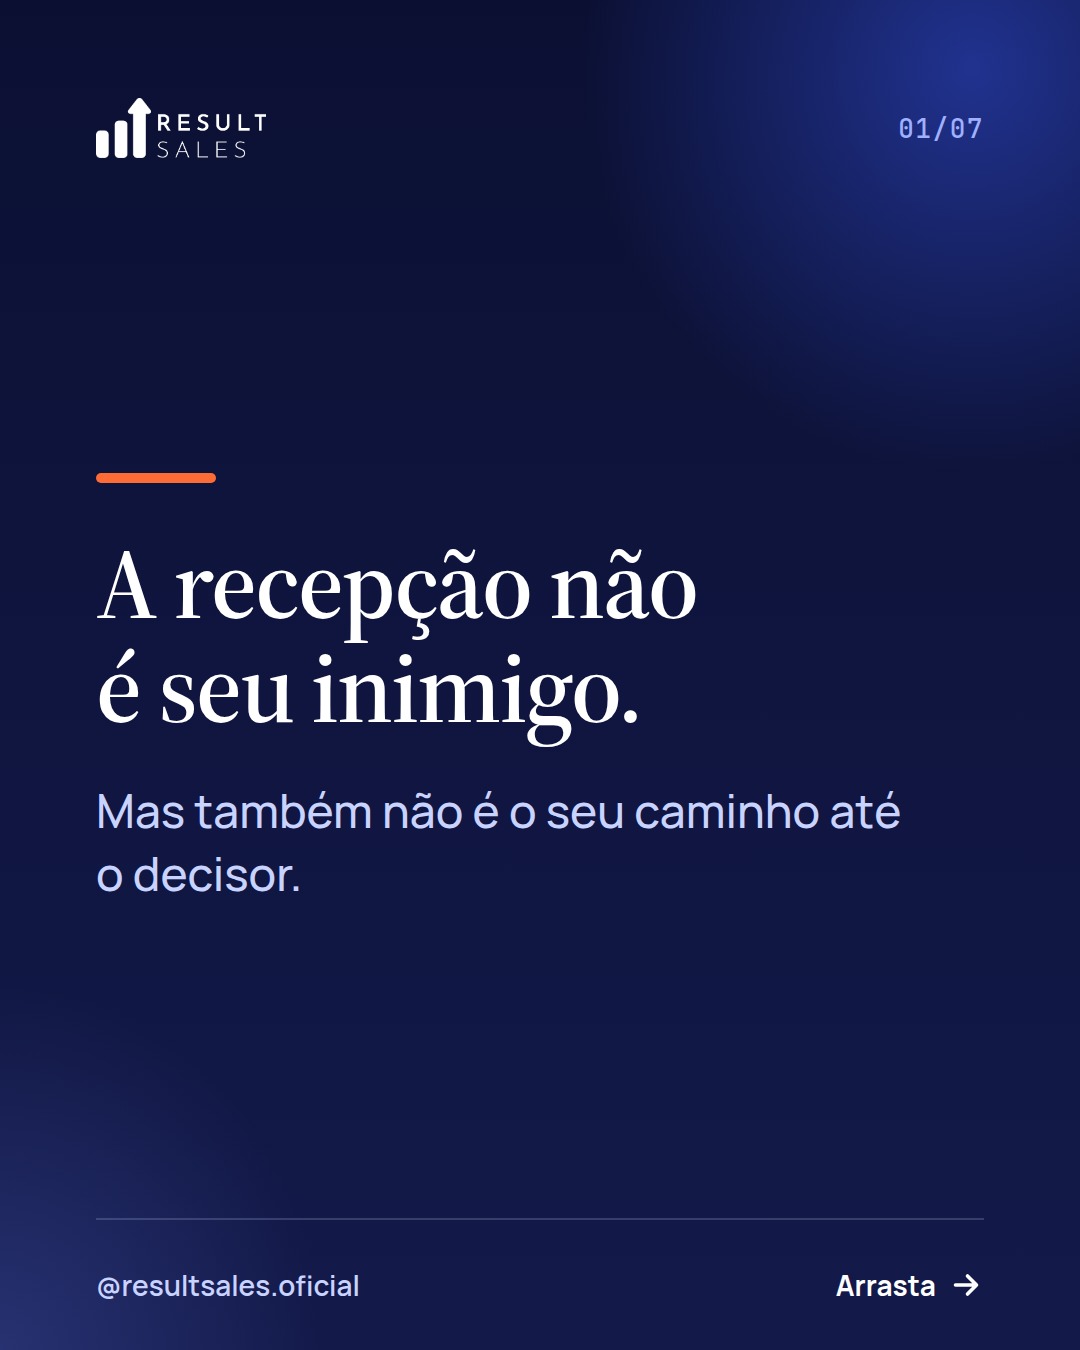 RESULT
SALES
01/07
A recepção não
é seu inimigo.
Mas também não é o seu caminho até
o decisor.
@resultsales.oficial
Arrasta →